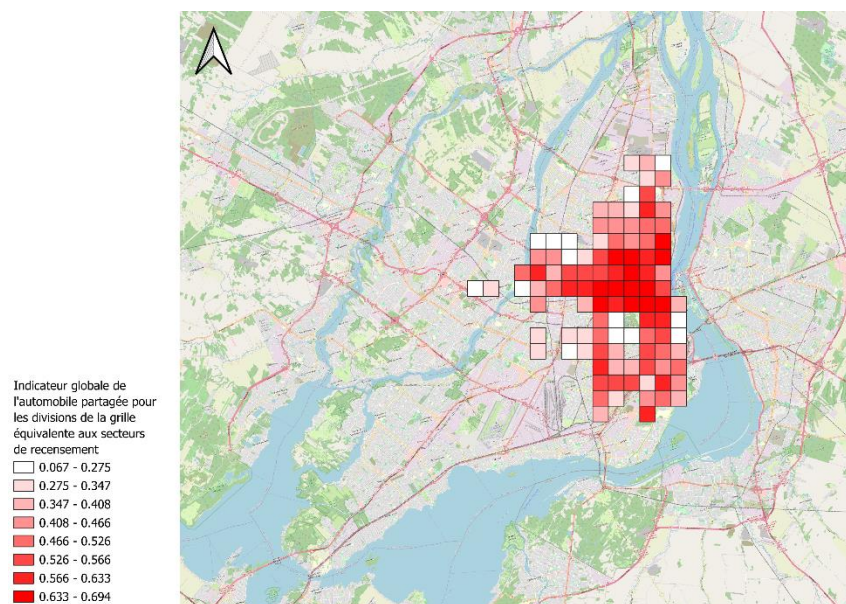 Indicateur globale de
l'automobile partagée pour
les divisions de la grille
équivalente aux secteurs
de recensement
0.067 - 0.275
0.275 - 0.347
0.347 - 0.408
0.408 - 0.466
0.466 - 0.526
0.526 - 0.566
0.566 - 0.633
0.633 - 0.694